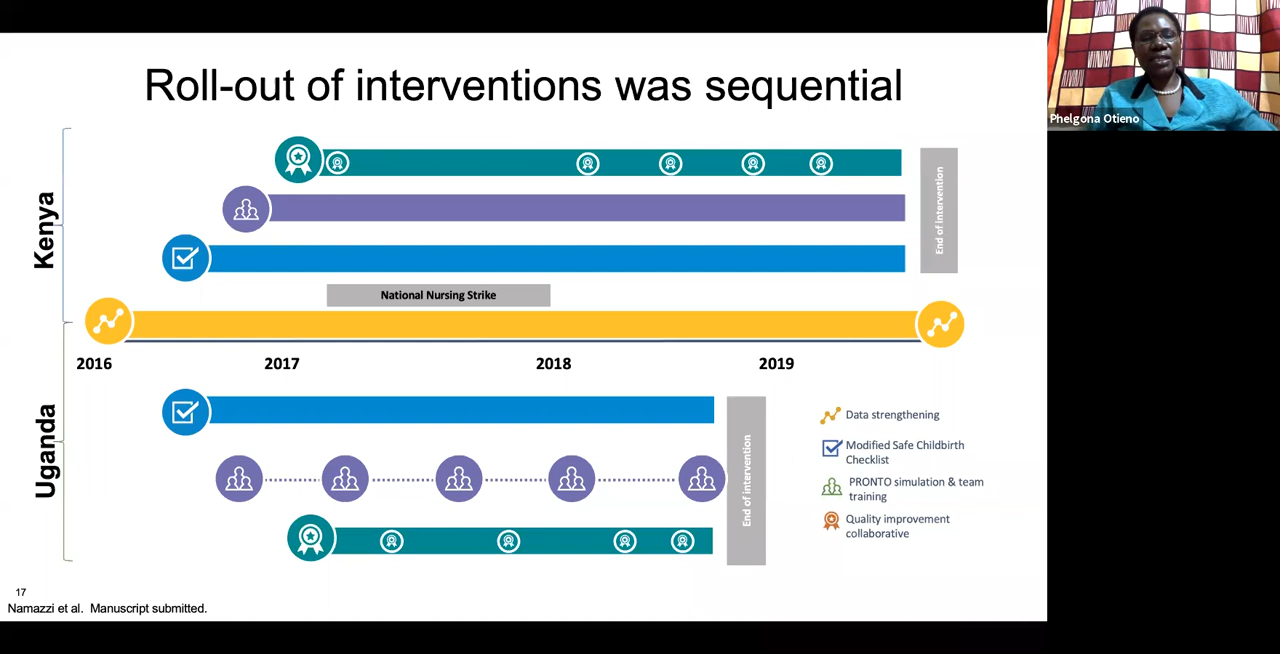 Roll-out of interventions was sequential
Phelgona Otieno
Kenya
End of intervention
National Nursing Strike
2016
2017
2018
2019
Uganda
End of intervention
Data strengthening
Modified Safe Childbirth
Checklist
PRONTO simulation & team
training
Quality improvement
collaborative
17
Namazzi et al. Manuscript submitted.